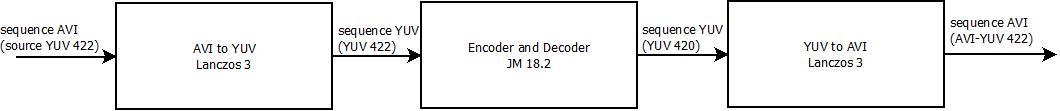 sequence AVI
(source YUV 422)
AVI to YUV
Lanczos 3
sequence YUV
(YUV 422)
Encoder and Decoder
JM 18.2
sequence YUV
(YUV 420)
YUV to AVI
Lanczos 3
sequence AVI
(AVI-YUV 422)